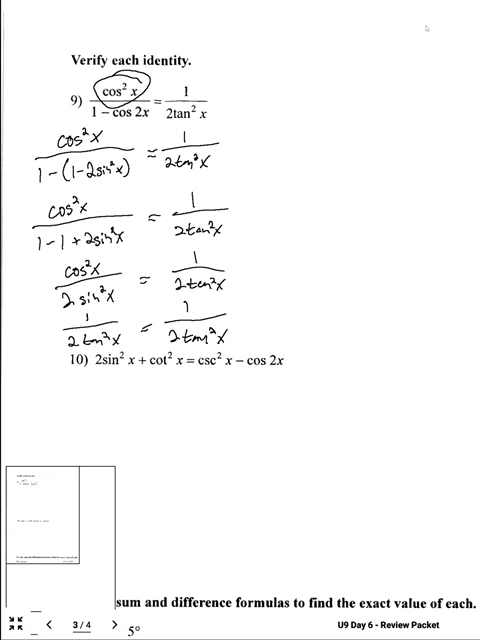 Verify each identity.
9) cos² x / (1 − cos 2x) = 1 / (2tan² x)
cos²x / (1 − (1 − 2sin²x)) = 1 / (2tan²x)
cos²x / (1 − 1 + 2sin²x) = 1 / (2tan²x)
cos²x / (2sin²x) = 1 / (2tan²x)
1 / (2tan²x) = 1 / (2tan²x)
10) 2sin² x + cot² x = csc² x − cos 2x
sum and difference formulas to find the exact value of each.
< 3 / 4 >
5°
U9 Day 6 - Review Packet